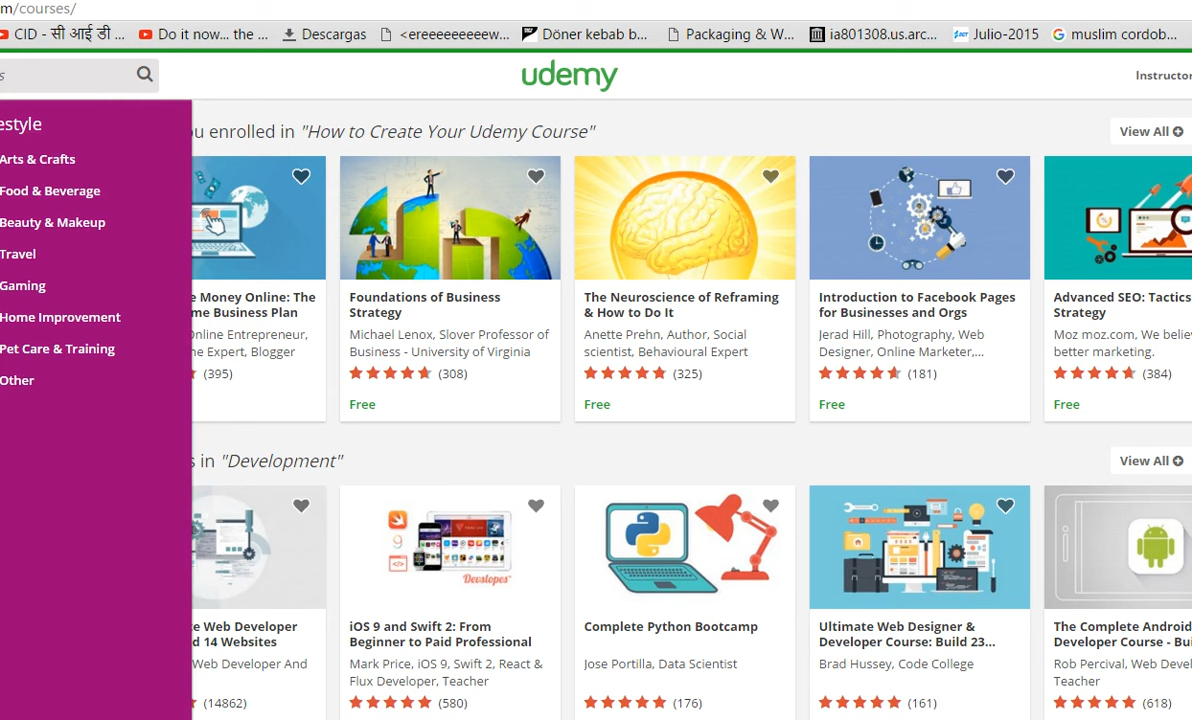 m/courses/
CID - सी आई डी ...
Do it now... the ...
Descargas
<ereeeeeeeeew...
Döner kebab b...
Packaging & W...
ia801308.us.arc...
Julio-2015
muslim cordob...
s
udemy
Instructor
estyle
Arts & Crafts
Food & Beverage
Beauty & Makeup
Travel
Gaming
Home Improvement
Pet Care & Training
Other
u enrolled in "How to Create Your Udemy Course"
View All
e Money Online: The
me Business Plan
Online Entrepreneur,
ne Expert, Blogger
(395)
Foundations of Business
Strategy
Michael Lenox, Slover Professor of
Business - University of Virginia
(308)
Free
The Neuroscience of Reframing
& How to Do It
Anette Prehn, Author, Social
scientist, Behavioural Expert
(325)
Free
Introduction to Facebook Pages
for Businesses and Orgs
Jerad Hill, Photography, Web
Designer, Online Marketer,...
(181)
Free
Advanced SEO: Tactics
Strategy
Moz moz.com, We belie
better marketing.
(384)
Free
s in "Development"
View All
te Web Developer
d 14 Websites
Web Developer And
(14862)
9
Developes
iOS 9 and Swift 2: From
Beginner to Paid Professional
Mark Price, iOS 9, Swift 2, React &
Flux Developer, Teacher
(580)
Complete Python Bootcamp
Jose Portilla, Data Scientist
(176)
Ultimate Web Designer &
Developer Course: Build 23...
Brad Hussey, Code College
(161)
The Complete Android
Developer Course - Bui
Rob Percival, Web Devel
Teacher
(618)